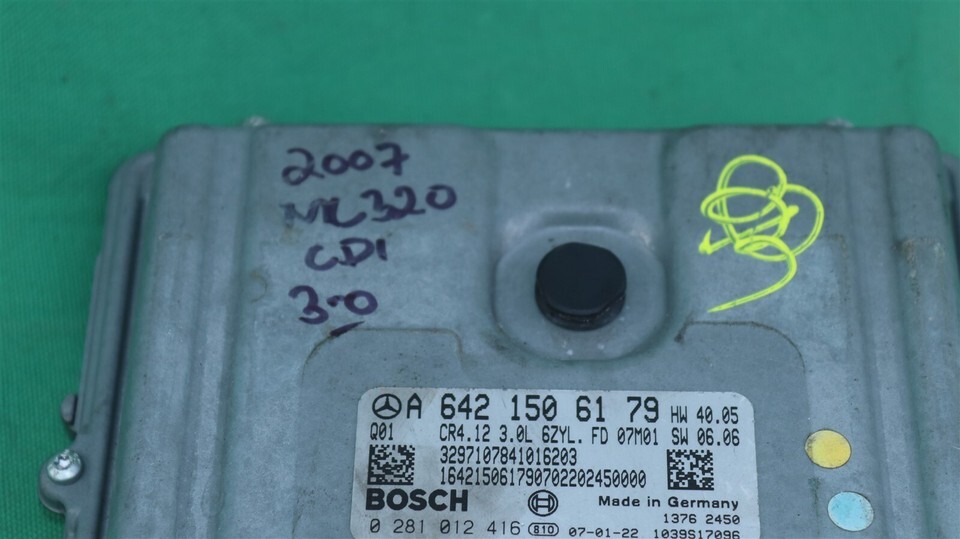 2007
ML320
CDI
3.0
A 642 150 61 79 HW 40.05
Q01 CR4.12 3.0L 6ZYL. FD 07M01 SW 06.06
3297107841016203
164215061790702202450000
BOSCH Made in Germany
1376 2450
0 281 012 416 810 07-01-22 1039S17096